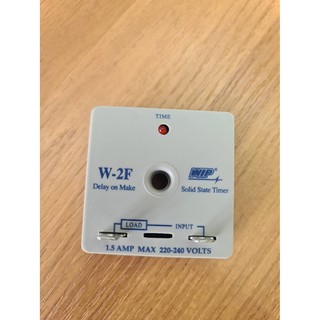 TIME
W-2F WIP
Delay on Make Solid State Timer
LOAD INPUT
1.5 AMP MAX 220-240 VOLTS